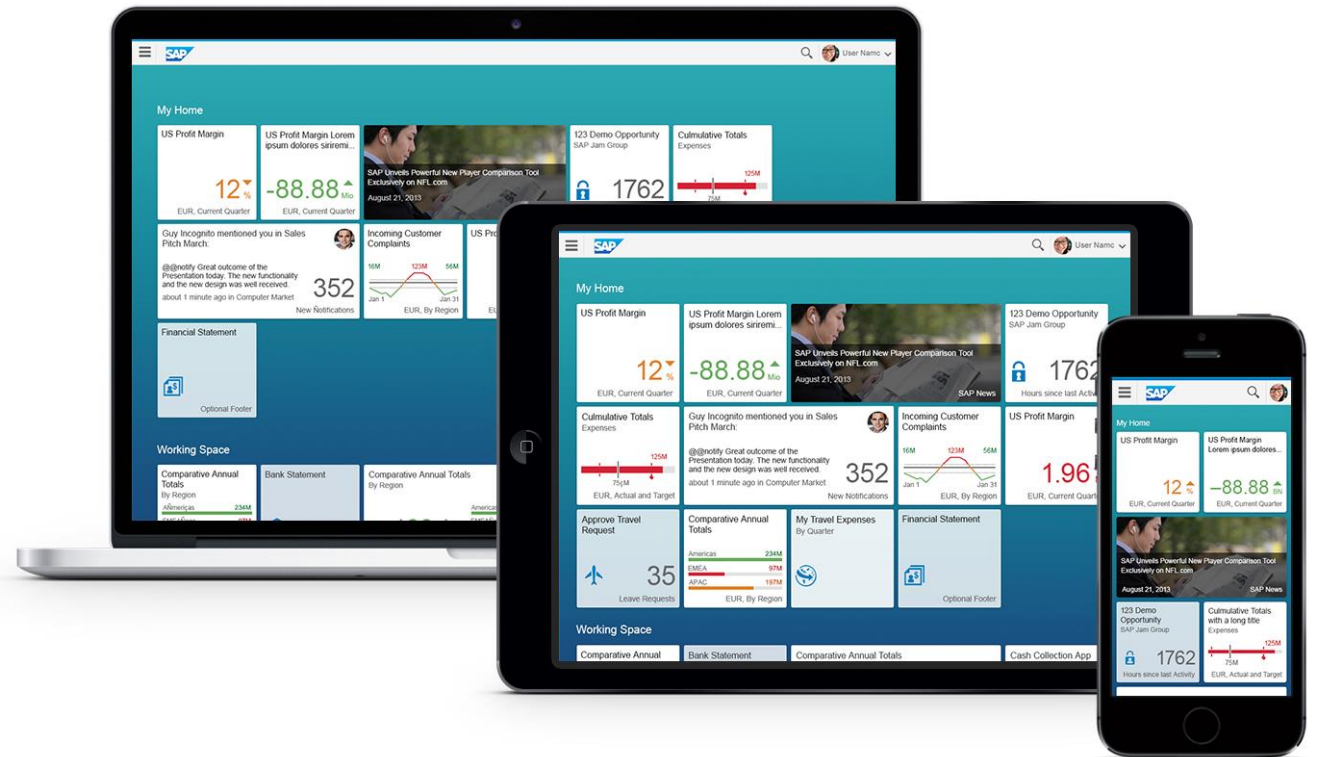 SAP
User Name
My Home
US Profit Margin
12
%
EUR, Current Quarter
US Profit Margin Lorem
ipsum dolores siriremi...
-88.88
Mio
EUR, Current Quarter
SAP Unveils Powerful New Player Comparison Tool
Exclusively on NFL.com
August 21, 2013
123 Demo Opportunity
SAP Jam Group
1762
Culmulative Totals
Expenses
125M
75M
Guy Incognito mentioned you in Sales
Pitch March:
@@notify Great outcome of the
Presentation today. The new functionality
and the new design was well received.
about 1 minute ago in Computer Market
352
New Notifications
Incoming Customer
Complaints
16M 123M 56M
Jan 1 Jan 31
EUR, By Region
US Pro
EU
Financial Statement
Optional Footer
Working Space
Comparative Annual
Totals
By Region
Americas 234M
Bank Statement
Comparative Annual Totals
By Region
America
SAP
User Name
My Home
US Profit Margin
12
%
EUR, Current Quarter
US Profit Margin Lorem
ipsum dolores siriremi...
-88.88
Mio
EUR, Current Quarter
SAP Unveils Powerful New Player Comparison Tool
Exclusively on NFL.com
August 21, 2013
SAP News
123 Demo Opportunity
SAP Jam Group
1762
Hours since last Activ
Culmulative Totals
Expenses
125M
EUR, Actual and Target
Guy Incognito mentioned you in Sales
Pitch March:
@@notify Great outcome of the
Presentation today. The new functionality
and the new design was well received.
about 1 minute ago in Computer Market
352
New Notifications
Incoming Customer
Complaints
16M 123M 56M
Jan 1 Jan 31
EUR, By Region
US Profit Margin
1.96
EUR, Current Quart
Approve Travel
Request
35
Leave Requests
Comparative Annual
Totals
Americas 234M
EMEA 97M
APAC 197M
EUR, By Region
My Travel Expenses
By Quarter
Financial Statement
Optional Footer
Working Space
Comparative Annual
Bank Statement
Comparative Annual Totals
Cash Collection App
SAP
My Home
US Profit Margin
12
%
EUR, Current Quarter
US Profit Margin
Lorem ipsum dolores...
-88.88
BN
EUR, Current Quarter
SAP Unveils Powerful New Player Comparison Tool
Exclusively on NFL.com
August 21, 2013
SAP News
123 Demo
Opportunity
SAP Jam Group
1762
Hours since last Activity
Culmulative Totals
with a long title
Expenses
125M
75M
EUR, Actual and Target